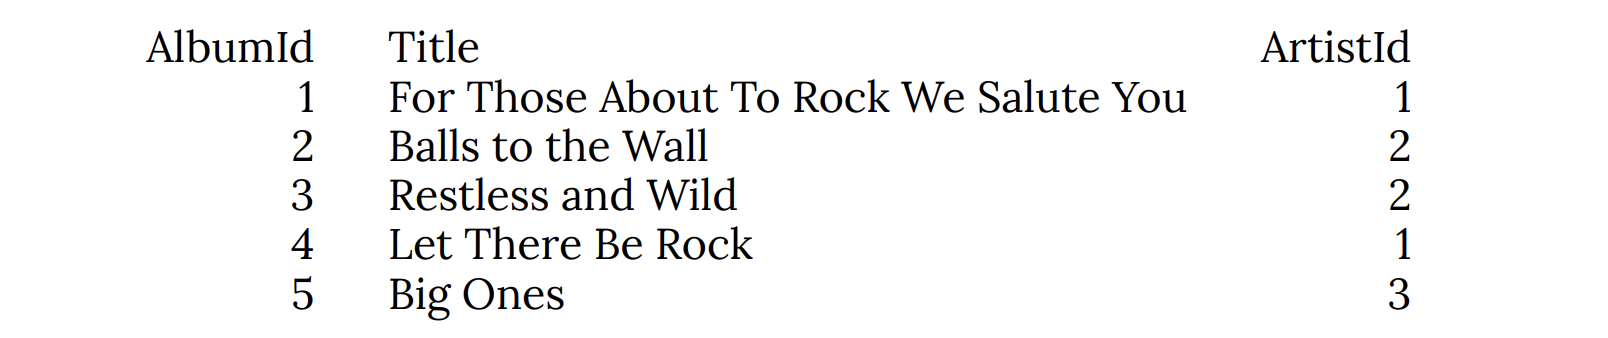 AlbumId Title ArtistId
1 For Those About To Rock We Salute You 1
2 Balls to the Wall 2
3 Restless and Wild 2
4 Let There Be Rock 1
5 Big Ones 3